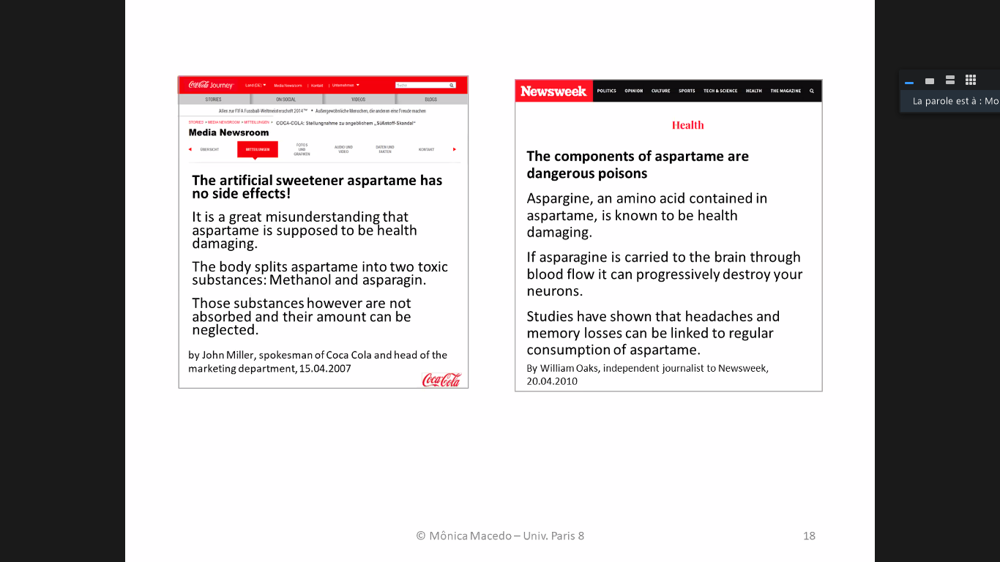 Coca-Cola Journey
Land (DE)
Media Newsroom
| Kontakt
| Unternehmen
Suche
STORIES
ON SOCIAL
VIDEOS
BLOGS
Alles zur FIFA Fussball-Weltmeisterschaft 2014™ • Außergewöhnliche Menschen, die anderen eine Freude machen
STORIES > MEDIA NEWSROOM > MITTEILUNGEN > COCA-COLA: Stellungnahme zu angeblichem „Süßstoff-Skandal“
Media Newsroom
ÜBERSICHT
MITTEILUNGEN
FOTOS
UND
GRAFIKEN
AUDIO UND
VIDEO
DATEN UND
FAKTEN
KONTAKT
The artificial sweetener aspartame has
no side effects!
It is a great misunderstanding that
aspartame is supposed to be health
damaging.
The body splits aspartame into two toxic
substances: Methanol and asparagin.
Those substances however are not
absorbed and their amount can be
neglected.
by John Miller, spokesman of Coca Cola and head of the
marketing department, 15.04.2007
Coca-Cola
Newsweek
POLITICS OPINION CULTURE SPORTS TECH & SCIENCE HEALTH THE MAGAZINE
Health
The components of aspartame are
dangerous poisons
Aspargine, an amino acid contained in
aspartame, is known to be health
damaging.
If asparagine is carried to the brain through
blood flow it can progressively destroy your
neurons.
Studies have shown that headaches and
memory losses can be linked to regular
consumption of aspartame.
By William Oaks, independent journalist to Newsweek,
20.04.2010
La parole est à : Mo
© Mônica Macedo – Univ. Paris 8
18